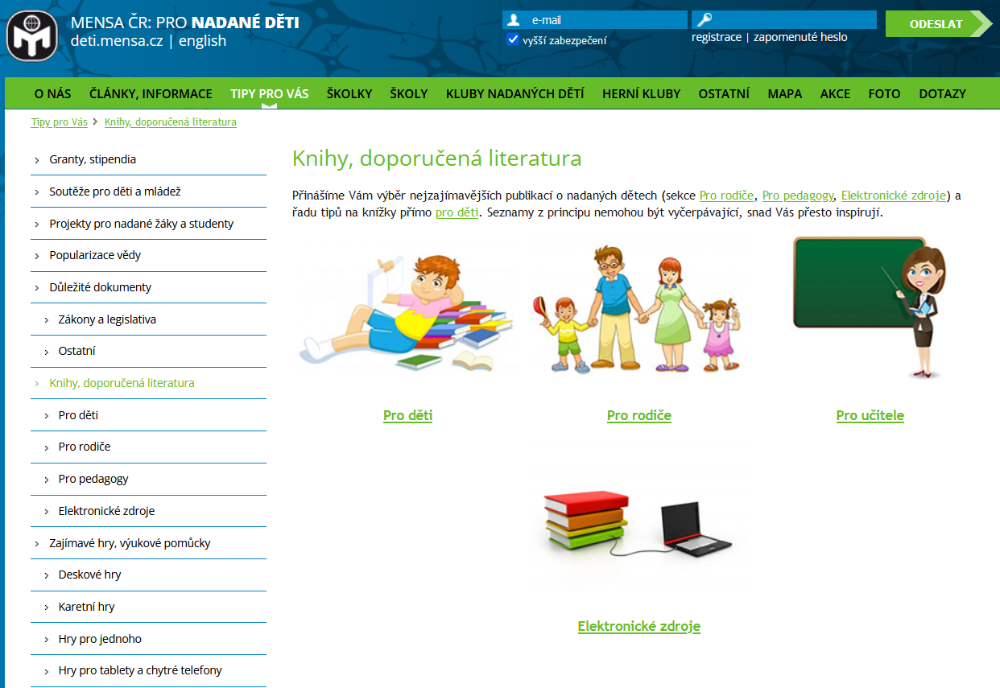 MENSA ČR: PRO NADANÉ DĚTI
deti.mensa.cz | english
e-mail
vyšší zabezpečení
registrace | zapomenuté heslo
ODESLAT
O NÁS ČLÁNKY, INFORMACE TIPY PRO VÁS ŠKOLKY ŠKOLY KLUBY NADANÝCH DĚTÍ HERNÍ KLUBY OSTATNÍ MAPA AKCE FOTO DOTAZY
Tipy pro Vás > Knihy, doporučená literatura
Granty, stipendia
Soutěže pro děti a mládež
Projekty pro nadané žáky a studenty
Popularizace vědy
Důležité dokumenty
Zákony a legislativa
Ostatní
Knihy, doporučená literatura
Pro děti
Pro rodiče
Pro pedagogy
Elektronické zdroje
Zajímavé hry, výukové pomůcky
Deskové hry
Karetní hry
Hry pro jednoho
Hry pro tablety a chytré telefony
Knihy, doporučená literatura
Přinášíme Vám výběr nejzajímavějších publikací o nadaných dětech (sekce Pro rodiče, Pro pedagogy, Elektronické zdroje) a
řadu tipů na knížky přímo pro děti. Seznamy z principu nemohou být vyčerpávající, snad Vás přesto inspirují.
Pro děti
Pro rodiče
Pro učitele
Elektronické zdroje